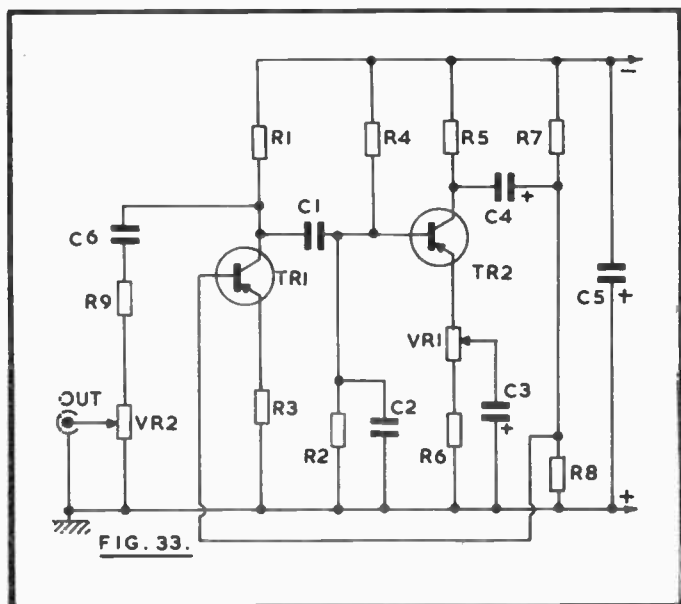 −
R1
R4
R5
R7
C6
C1
C4
+
TR1
TR2
R9
C5
+
VR1
OUT
VR2
R3
R2
C2
C3
+
R6
R8
+
FIG. 33.